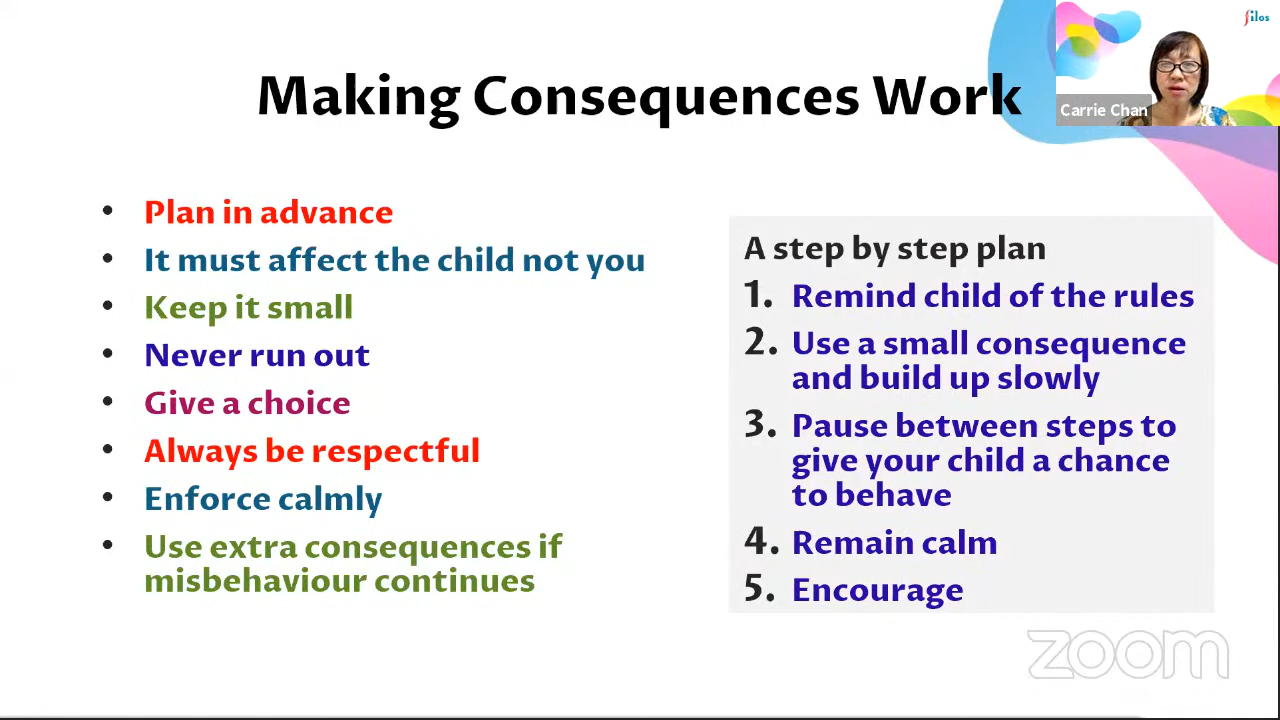 filos
Making Consequences Work
Carrie Chan
• Plan in advance
• It must affect the child not you
• Keep it small
• Never run out
• Give a choice
• Always be respectful
• Enforce calmly
• Use extra consequences if
misbehaviour continues
A step by step plan
1. Remind child of the rules
2. Use a small consequence
and build up slowly
3. Pause between steps to
give your child a chance
to behave
4. Remain calm
5. Encourage
zoom